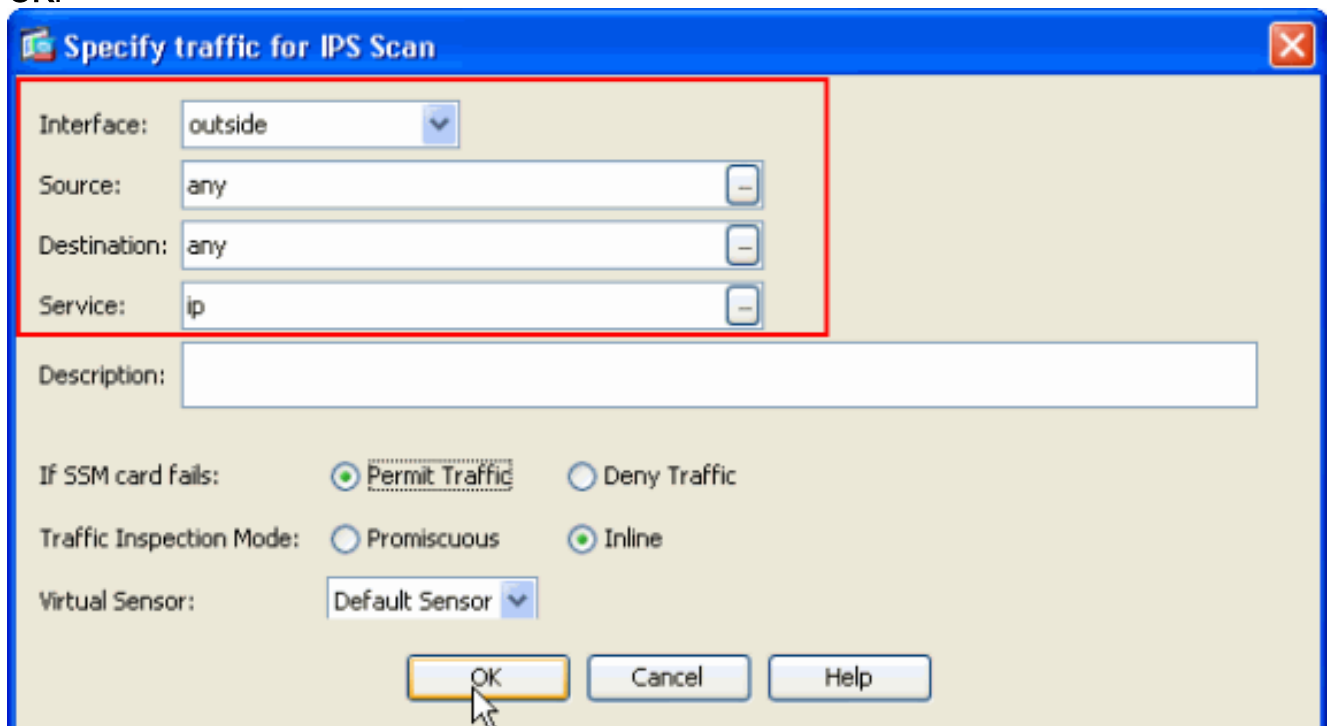 OK.
Specify traffic for IPS Scan
Interface: outside
Source: any
Destination: any
Service: ip
Description:
If SSM card fails: Permit Traffic Deny Traffic
Traffic Inspection Mode: Promiscuous Inline
Virtual Sensor: Default Sensor
OK Cancel Help